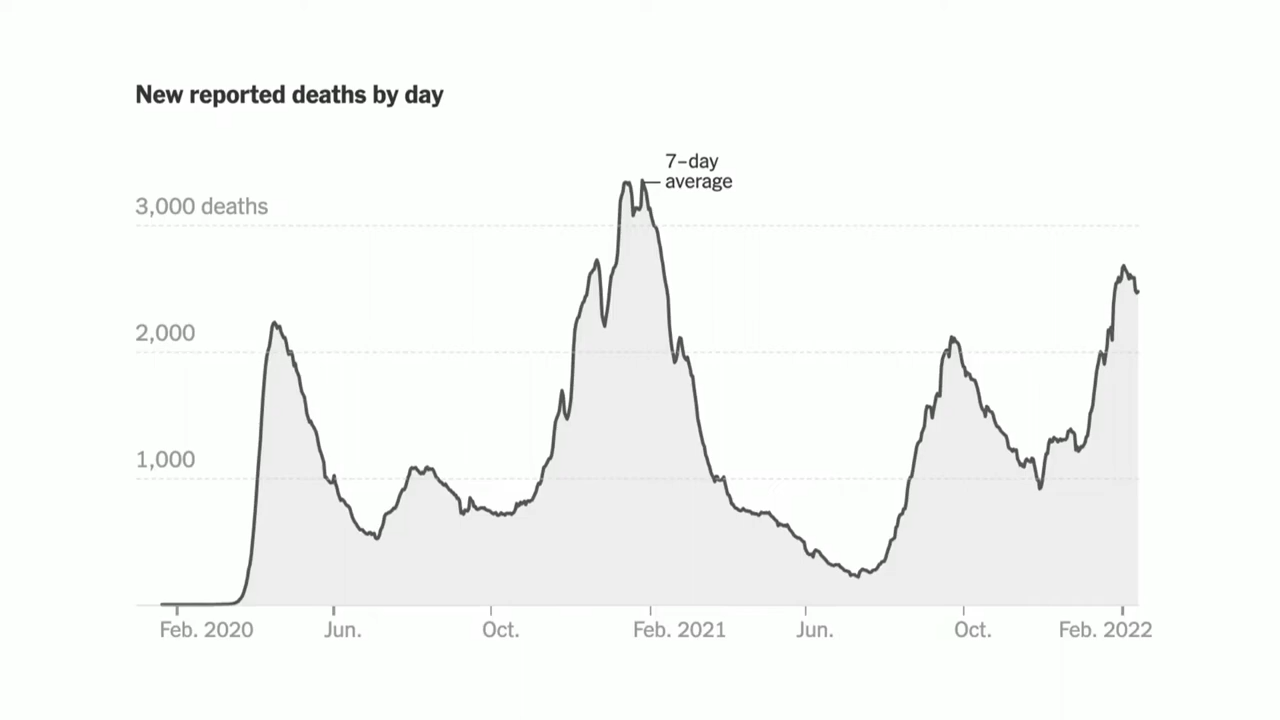 New reported deaths by day
7–day
average
3,000 deaths
2,000
1,000
Feb. 2020
Jun.
Oct.
Feb. 2021
Jun.
Oct.
Feb. 2022